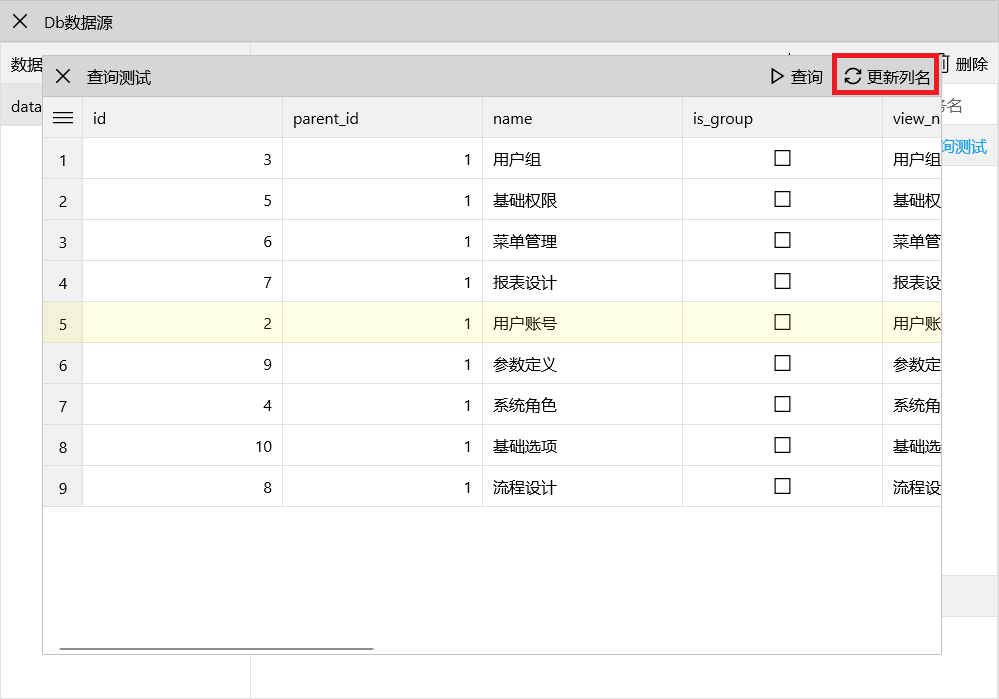 Db数据源
数据
删除
data
查询测试
查询
更新列名
id parent_id name is_group view_n
1 3 1 用户组 用户组
2 5 1 基础权限 基础权
3 6 1 菜单管理 菜单管
4 7 1 报表设计 报表设
5 2 1 用户账号 用户账
6 9 1 参数定义 参数定
7 4 1 系统角色 系统角
8 10 1 基础选项 基础选
9 8 1 流程设计 流程设
名
询测试